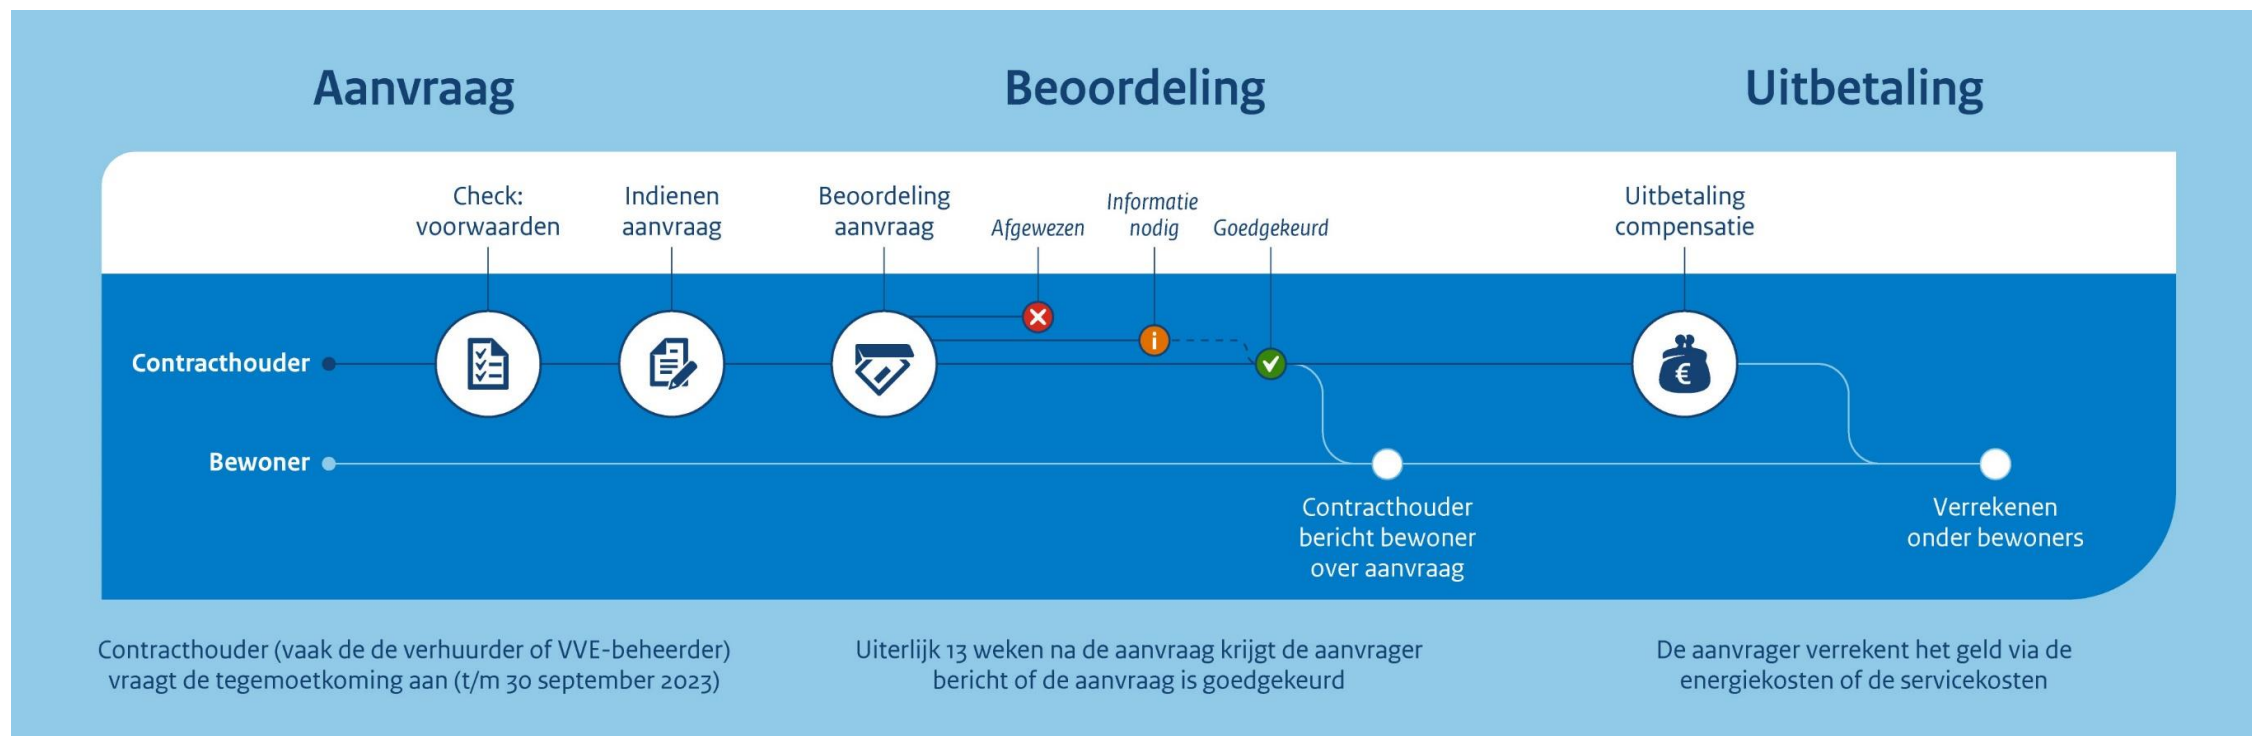 Aanvraag
Beoordeling
Uitbetaling
Check:
voorwaarden
Indienen
aanvraag
Beoordeling
aanvraag
Afgewezen
Informatie
nodig
Goedgekeurd
Uitbetaling
compensatie
Contracthouder
€
Bewoner
Contracthouder
bericht bewoner
over aanvraag
Verrekenen
onder bewoners
Contracthouder (vaak de de verhuurder of VVE-beheerder)
vraagt de tegemoetkoming aan (t/m 30 september 2023)
Uiterlijk 13 weken na de aanvraag krijgt de aanvrager
bericht of de aanvraag is goedgekeurd
De aanvrager verrekent het geld via de
energiekosten of de servicekosten